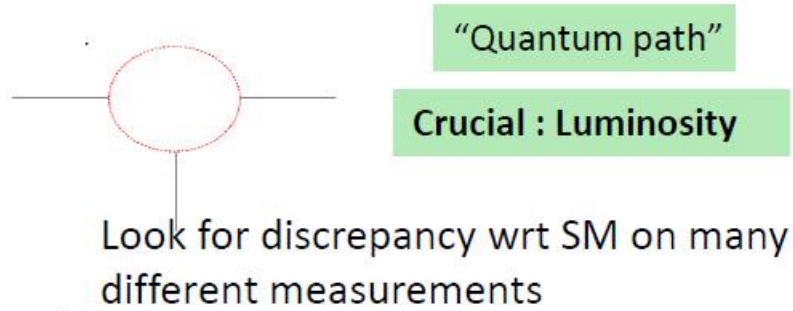 “Quantum path”
Crucial : Luminosity
Look for discrepancy wrt SM on many
different measurements